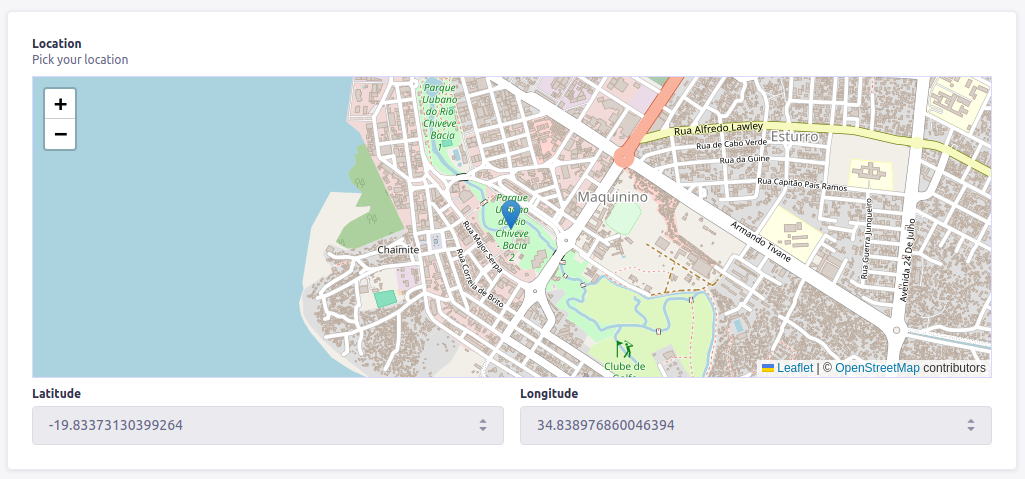 Location
Pick your location
+
−
Parque
Uubano
do Rio
Chiveve
Bacia
1
Rua Alfredo Lawley
Esturro
Rua de Cabo Verde
Rua da Guine
Rua Capitão Pais Ramos
Maquinino
Parque
Uubano
do Rio
Chiveve
- Bacia
2
Rua Major Serpa
Rua Correia de Brito
Chaimite
Armando Tivane
Rua Guerra Junqueiro
Avenida 24 De Julho
Clube de
Golfe
Leaflet | © OpenStreetMap contributors
Latitude
Longitude
-19.83373130399264
34.838976860046394